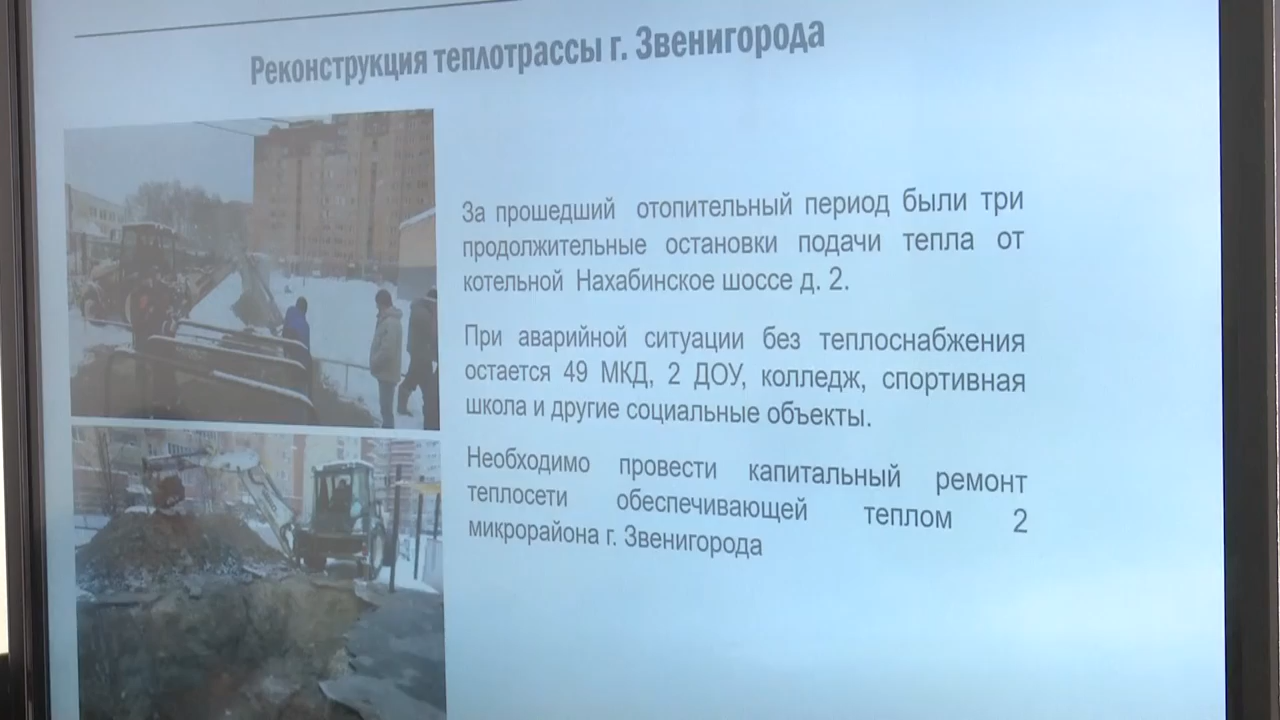 Реконструкция теплотрассы г. Звенигорода
За прошедший отопительный период были три
продолжительные остановки подачи тепла от
котельной Нахабинское шоссе д. 2.
При аварийной ситуации без теплоснабжения
остается 49 МКД, 2 ДОУ, колледж, спортивная
школа и другие социальные объекты.
Необходимо провести капитальный ремонт
теплосети обеспечивающей теплом 2
микрорайона г. Звенигорода